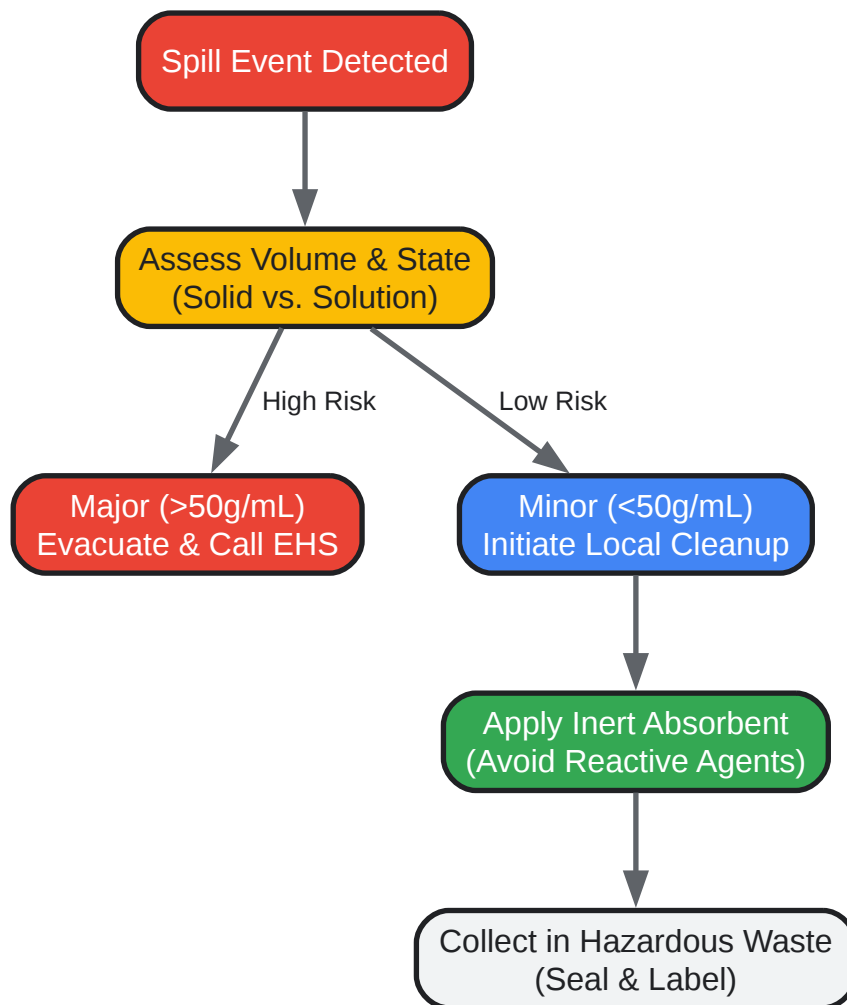 Spill Event Detected
Assess Volume & State
(Solid vs. Solution)
High Risk
Low Risk
Major (>50g/mL)
Evacuate & Call EHS
Minor (<50g/mL)
Initiate Local Cleanup
Apply Inert Absorbent
(Avoid Reactive Agents)
Collect in Hazardous Waste
(Seal & Label)